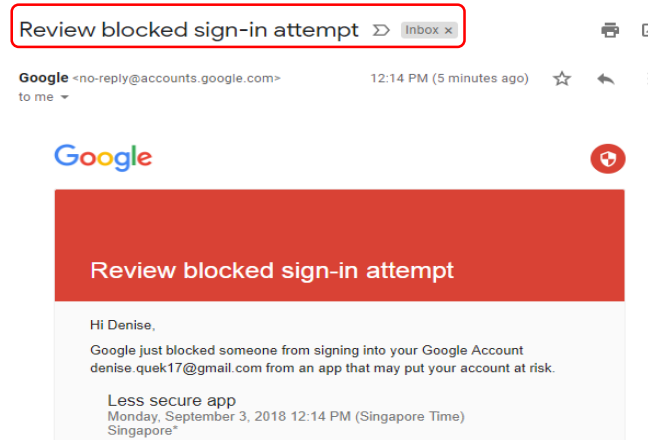 Review blocked sign-in attempt Inbox x
Google <no-reply@accounts.google.com> 12:14 PM (5 minutes ago)
to me
Google
Review blocked sign-in attempt
Hi Denise,
Google just blocked someone from signing into your Google Account
denise.quek17@gmail.com from an app that may put your account at risk.
Less secure app
Monday, September 3, 2018 12:14 PM (Singapore Time)
Singapore*